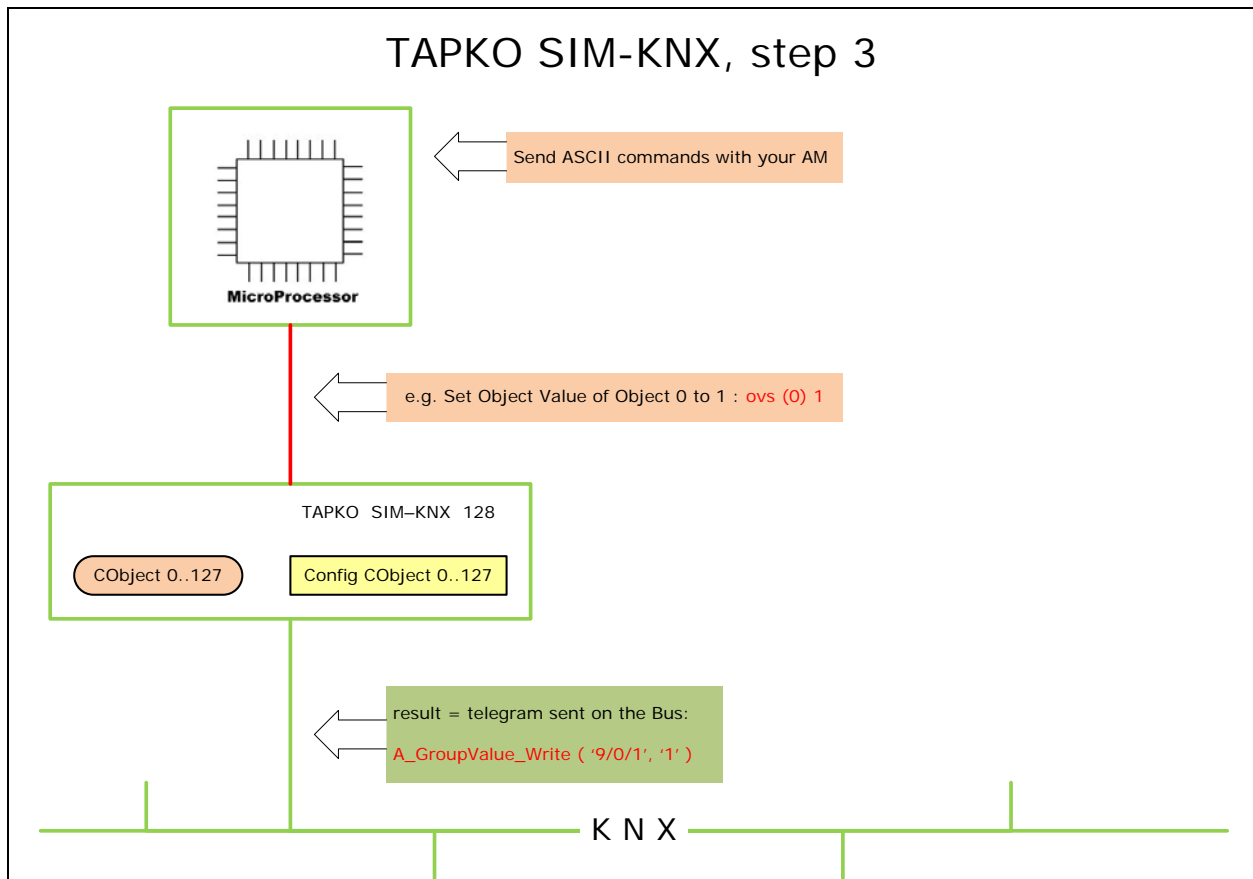 TAPKO SIM-KNX, step 3
Send ASCII commands with your AM
MicroProcessor
e.g. Set Object Value of Object 0 to 1 : ovs (0) 1
TAPKO SIM–KNX 128
CObject 0..127
Config CObject 0..127
result = telegram sent on the Bus:
A_GroupValue_Write ( ‘9/0/1’, ‘1’ )
K N X